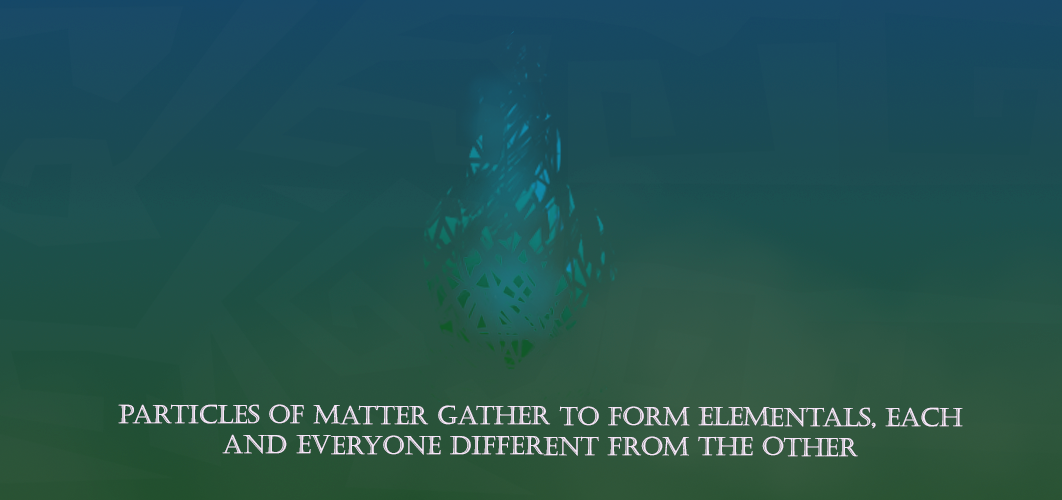 PARTICLES OF MATTER GATHER TO FORM ELEMENTALS, EACH
AND EVERYONE DIFFERENT FROM THE OTHER